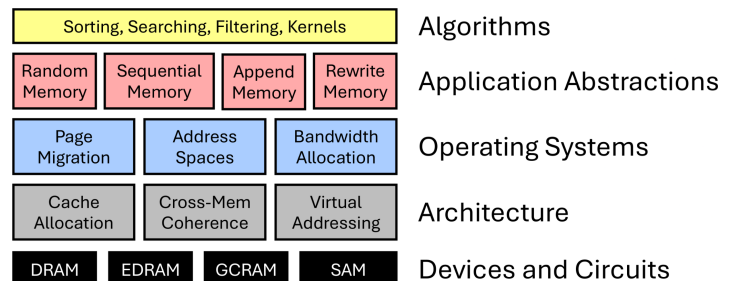 Sorting, Searching, Filtering, Kernels
Algorithms
Random
Memory
Sequential
Memory
Append
Memory
Rewrite
Memory
Application Abstractions
Page
Migration
Address
Spaces
Bandwidth
Allocation
Operating Systems
Cache
Allocation
Cross-Mem
Coherence
Virtual
Addressing
Architecture
DRAM
EDRAM
GCRAM
SAM
Devices and Circuits